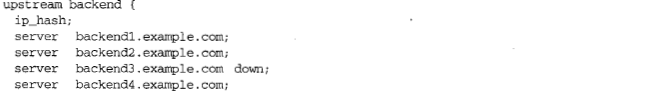 upstream backend {
ip_hash;
server backend1.example.com;
server backend2.example.com;
server backend3.example.com down;
server backend4.example.com;